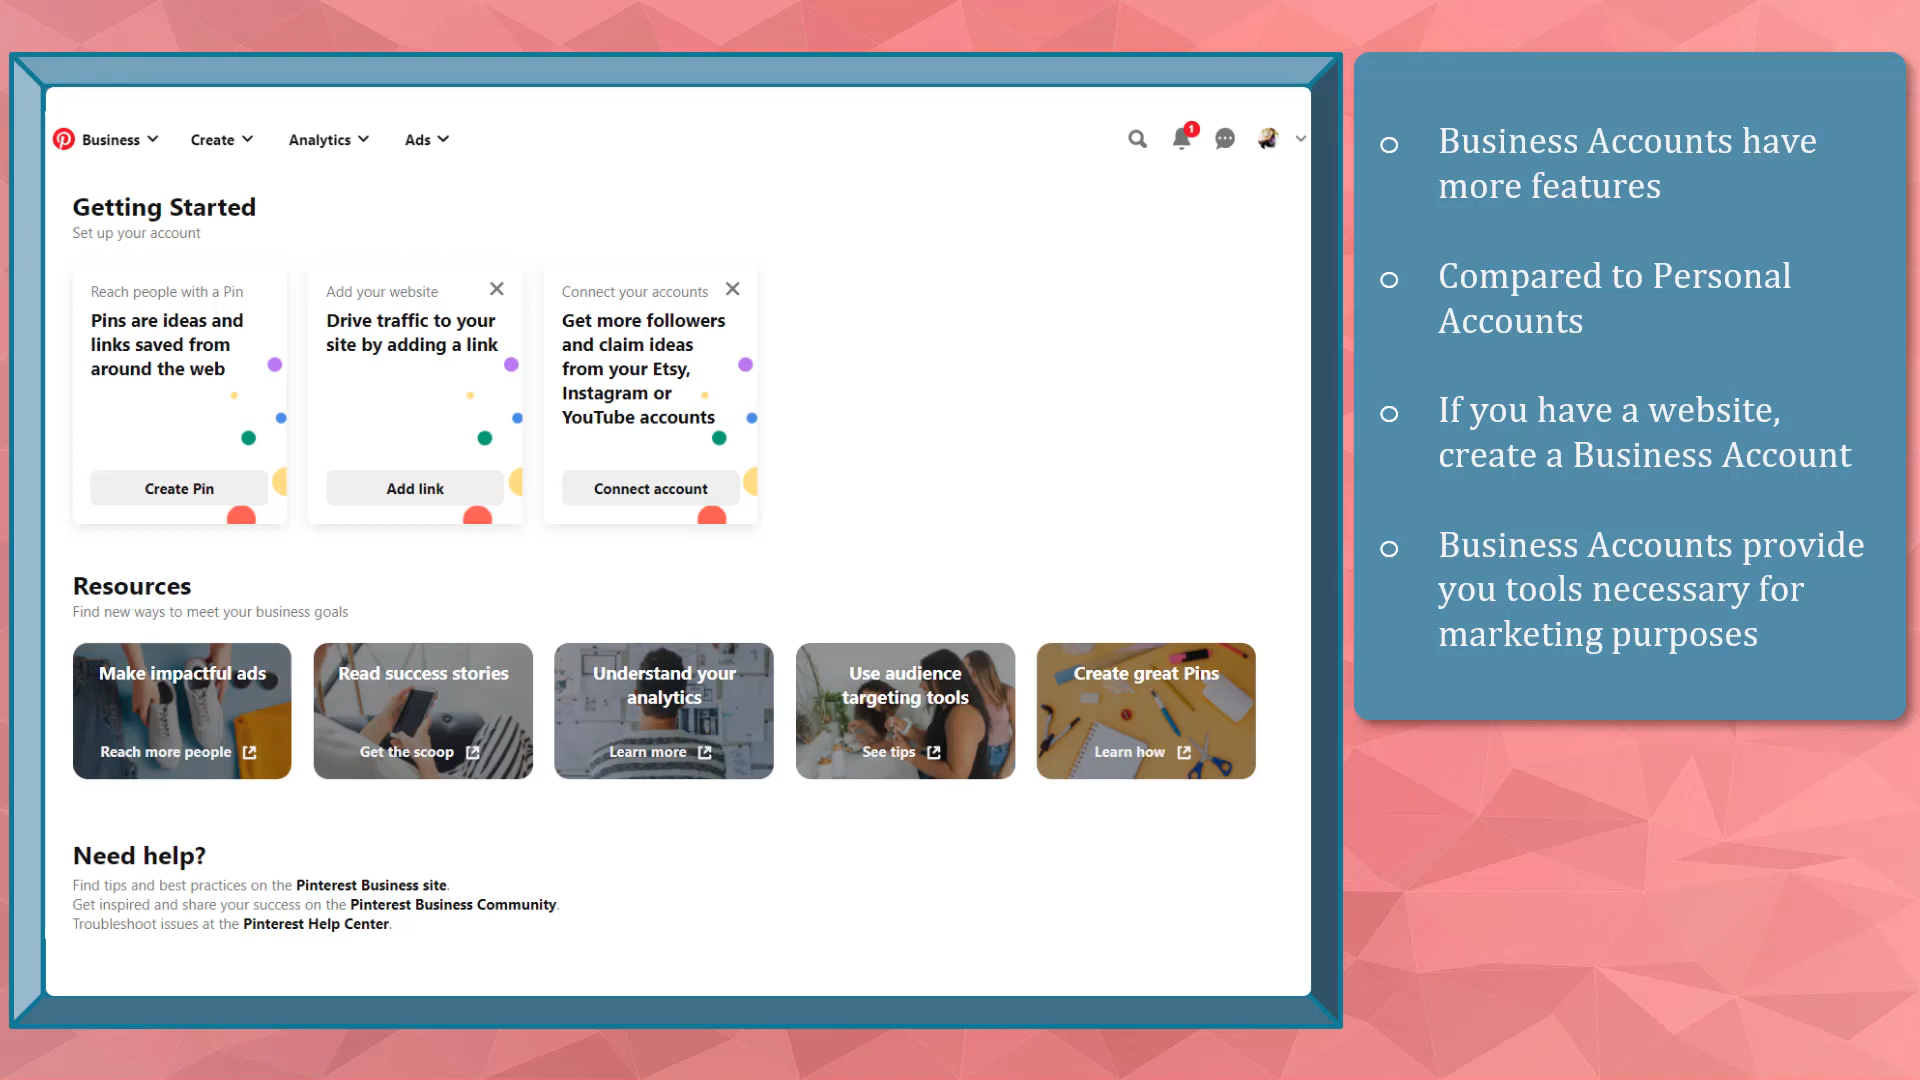 Business
Create
Analytics
Ads
1
Getting Started
Set up your account
Reach people with a Pin
Pins are ideas and
links saved from
around the web
Create Pin
Add your website
Drive traffic to your
site by adding a link
Add link
Connect your accounts
Get more followers
and claim ideas
from your Etsy,
Instagram or
YouTube accounts
Connect account
Resources
Find new ways to meet your business goals
Make impactful ads
Reach more people
Read success stories
Get the scoop
Understand your
analytics
Learn more
Use audience
targeting tools
See tips
Create great Pins
Learn how
Need help?
Find tips and best practices on the Pinterest Business site.
Get inspired and share your success on the Pinterest Business Community.
Troubleshoot issues at the Pinterest Help Center.
Business Accounts have
more features
Compared to Personal
Accounts
If you have a website,
create a Business Account
Business Accounts provide
you tools necessary for
marketing purposes